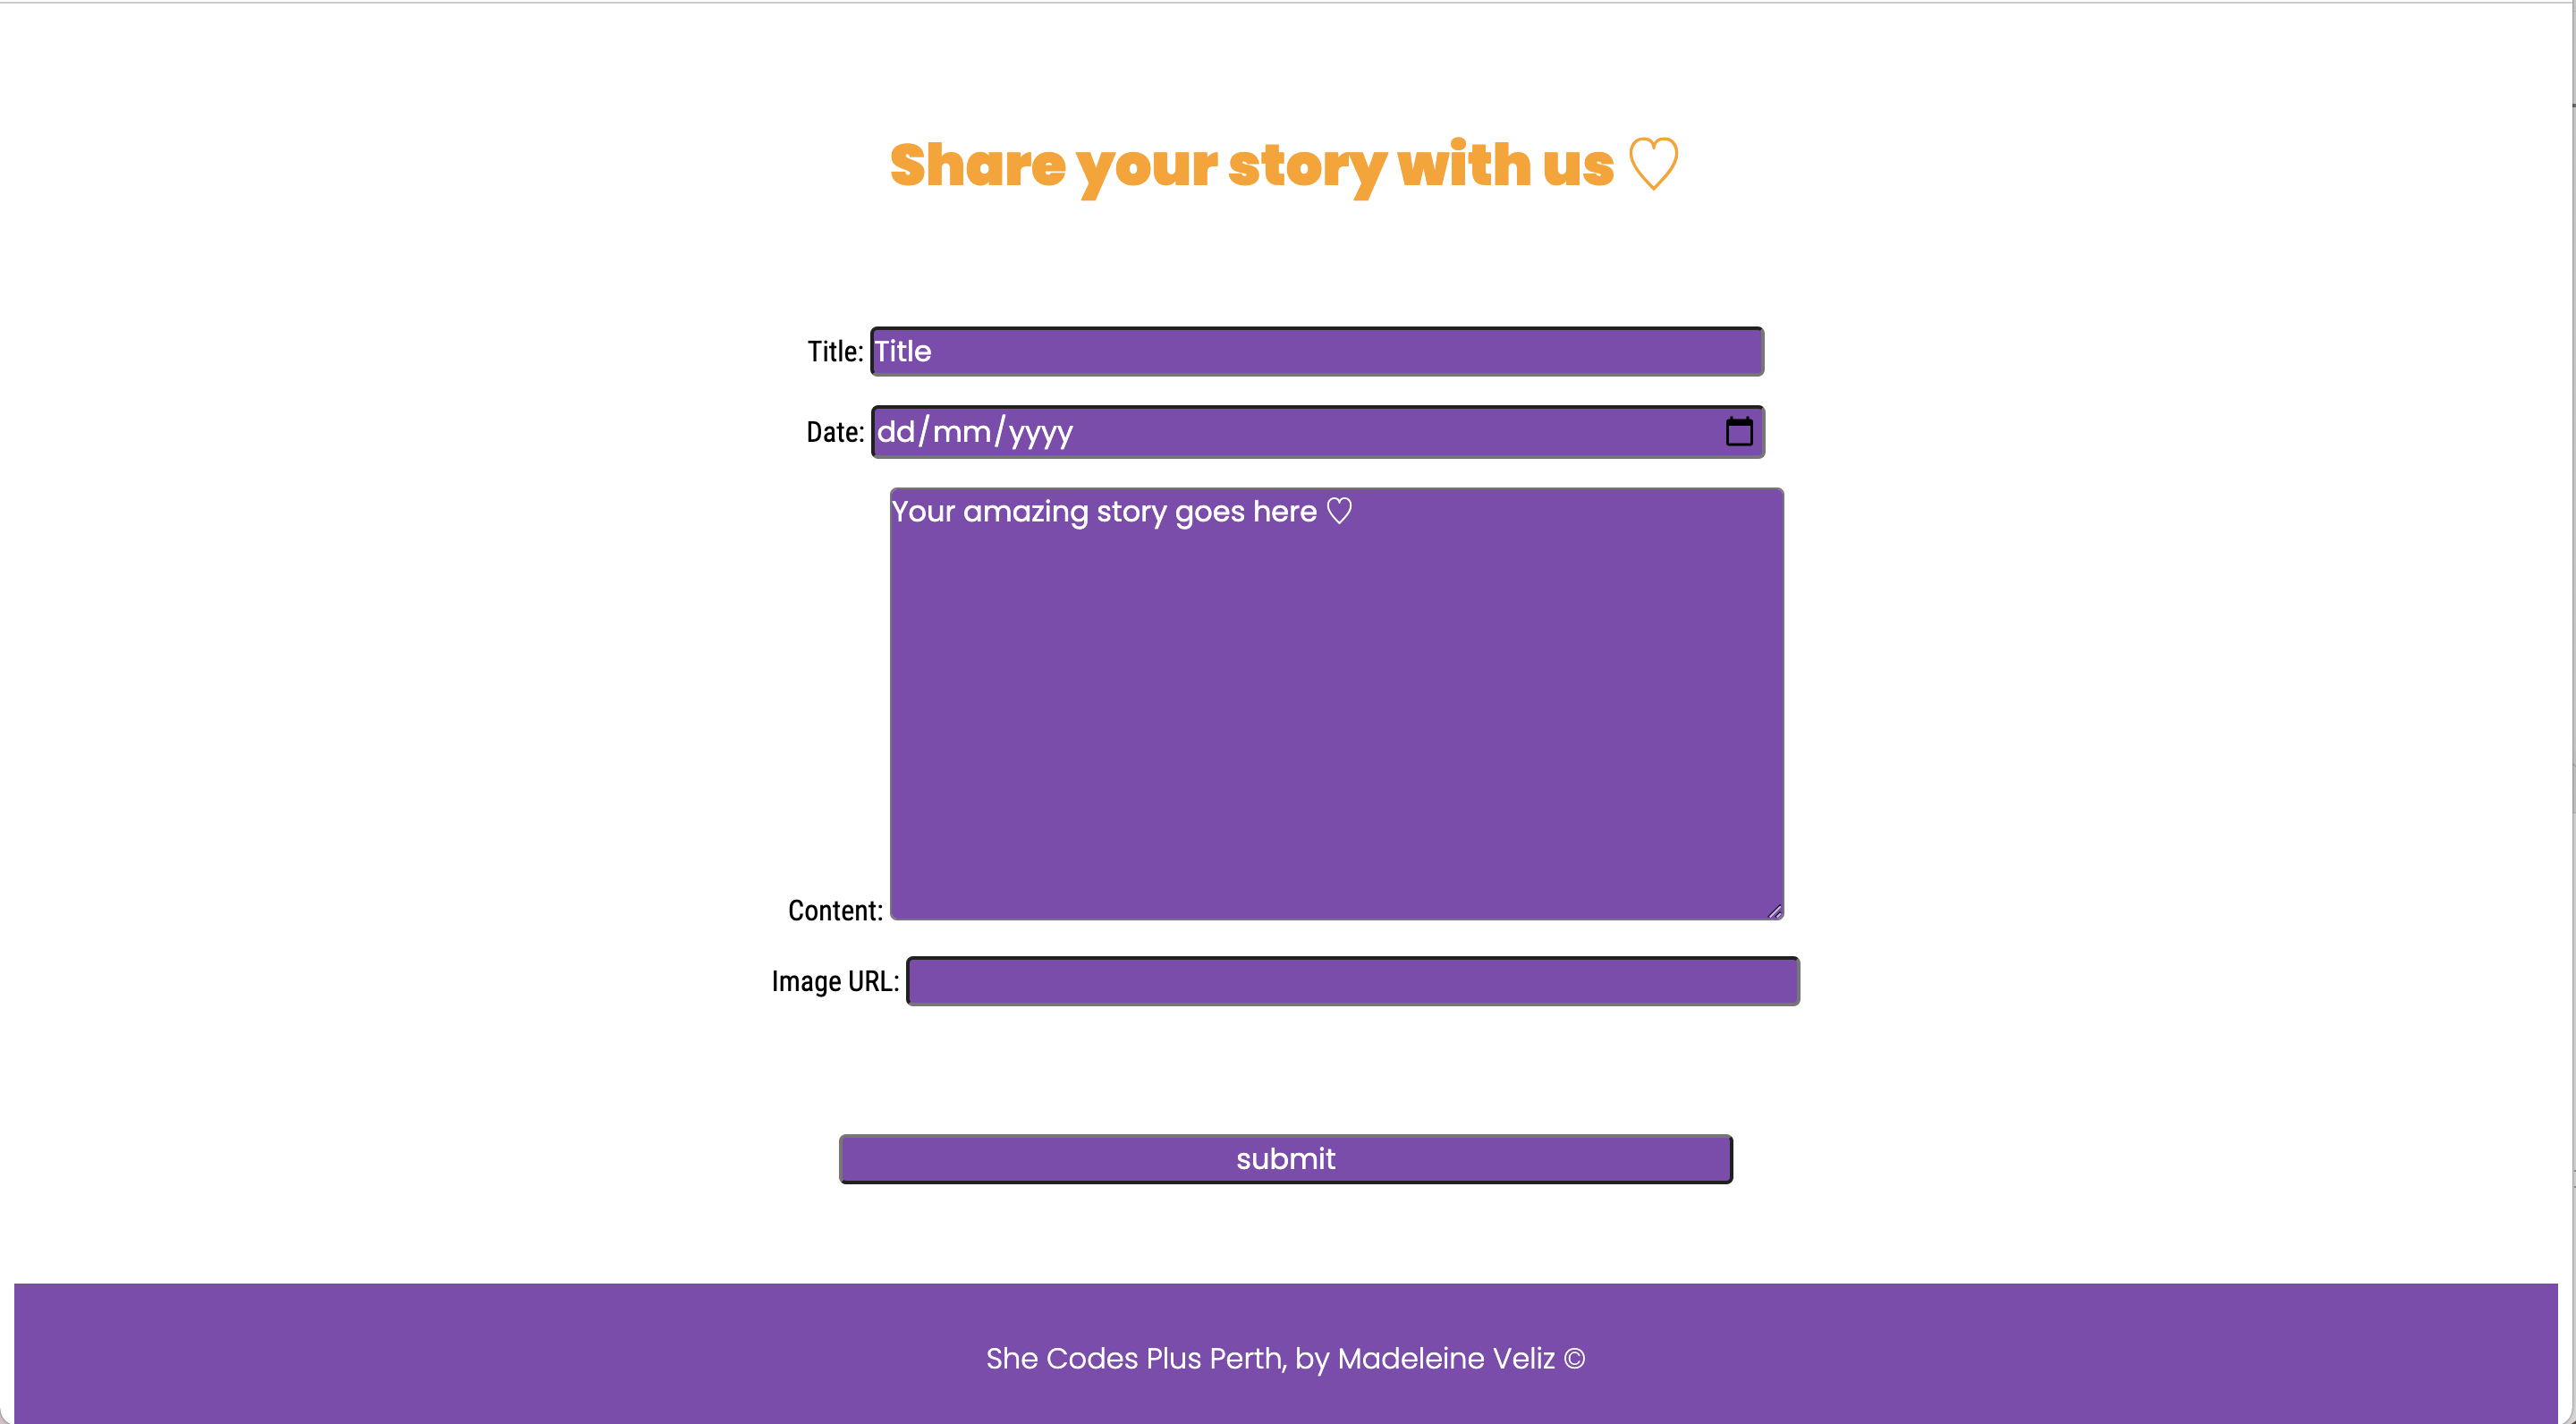 Share your story with us ♡
Title: Title
Date: dd/mm/yyyy
Your amazing story goes here ♡
Content:
Image URL:
submit
She Codes Plus Perth, by Madeleine Veliz ©